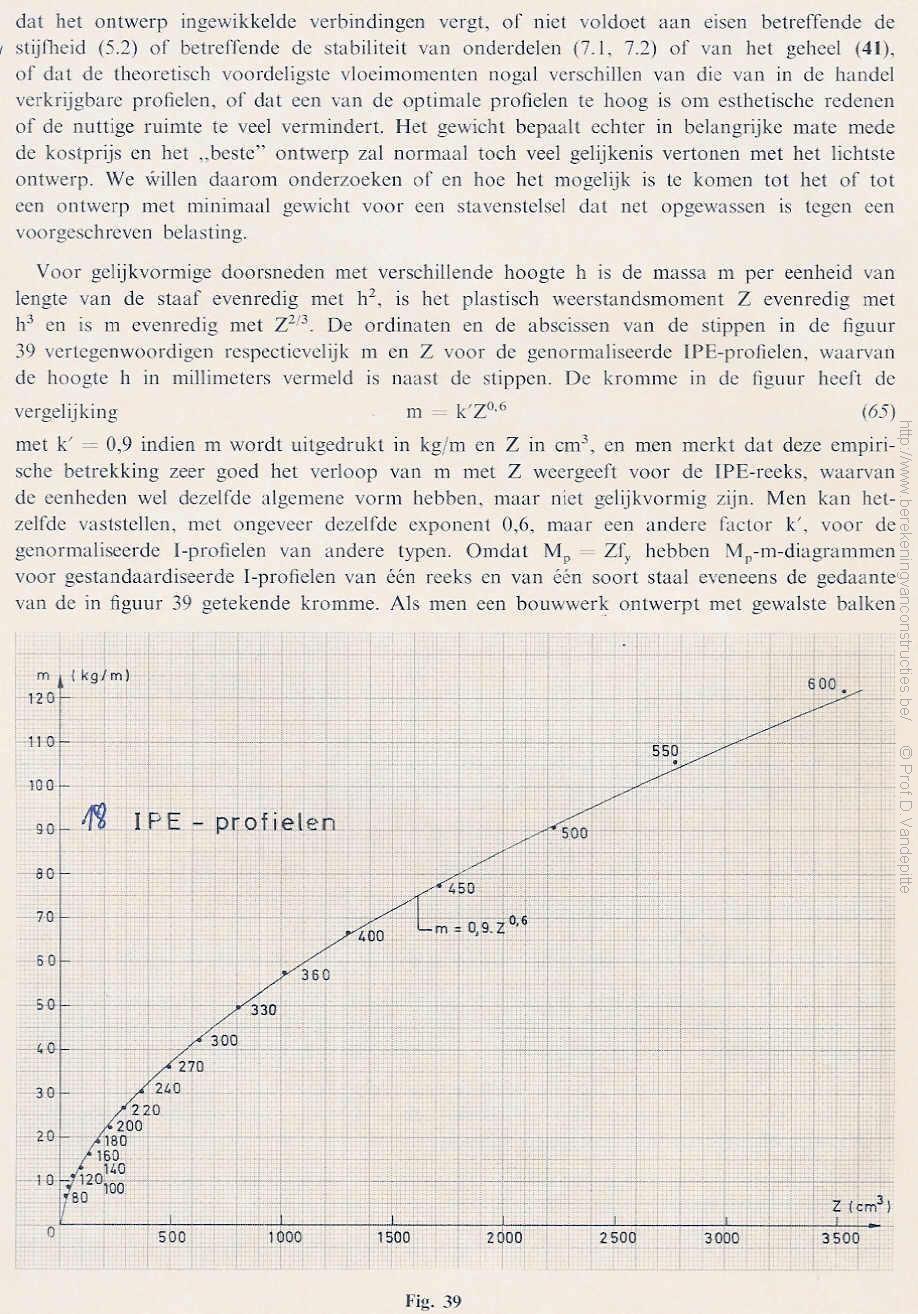 dat het ontwerp ingewikkelde verbindingen vergt, of niet voldoet aan eisen betreffende de
stijfheid (5.2) of betreffende de stabiliteit van onderdelen (7.1, 7.2) of van het geheel (41),
of dat de theoretisch voordeligste vloeimomenten nogal verschillen van die van in de handel
verkrijgbare profielen, of dat een van de optimale profielen te hoog is om esthetische redenen
of de nuttige ruimte te veel vermindert. Het gewicht bepaalt echter in belangrijke mate mede
de kostprijs en het „beste” ontwerp zal normaal toch veel gelijkenis vertonen met het lichtste
ontwerp. We willen daarom onderzoeken of en hoe het mogelijk is te komen tot het of tot
een ontwerp met minimaal gewicht voor een stavenstelsel dat net opgewassen is tegen een
voorgeschreven belasting.
Voor gelijkvormige doorsneden met verschillende hoogte h is de massa m per eenheid van
lengte van de staaf evenredig met h², is het plastisch weerstandsmoment Z evenredig met
h³ en is m evenredig met Z^2/3. De ordinaten en de abscissen van de stippen in de figuur
39 vertegenwoordigen respectievelijk m en Z voor de genormaliseerde IPE-profielen, waarvan
de hoogte h in millimeters vermeld is naast de stippen. De kromme in de figuur heeft de
vergelijking m = k′Z^0,6 (65)
met k′ = 0,9 indien m wordt uitgedrukt in kg/m en Z in cm³, en men merkt dat deze empiri-
sche betrekking zeer goed het verloop van m met Z weergeeft voor de IPE-reeks, waarvan
de eenheden wel dezelfde algemene vorm hebben, maar niet gelijkvormig zijn. Men kan het-
zelfde vaststellen, met ongeveer dezelfde exponent 0,6, maar een andere factor k′, voor de
genormaliseerde I-profielen van andere typen. Omdat Mp = Zfy hebben Mp-m-diagrammen
voor gestandaardiseerde I-profielen van één reeks en van één soort staal eveneens de gedaante
van de in figuur 39 getekende kromme. Als men een bouwwerk ontwerpt met gewalste balken
m (kg/m)
120
110
100
90
80
70
60
50
40
30
20
10
0
18 IPE - profielen
600
550
500
450
m = 0,9.Z^0,6
400
360
330
300
270
240
220
200
180
160
140
120
100
80
Z (cm³)
500 1000 1500 2000 2500 3000 3500
Fig. 39
http://www.berekeningvanconstructies.be/ © Prof D. Vandepitte